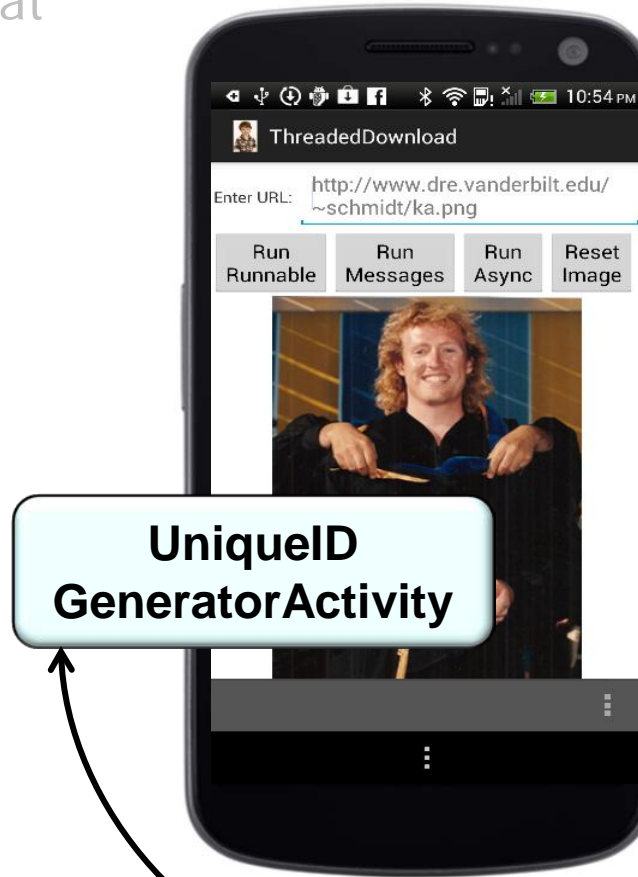 at
10:54 PM
ThreadedDownload
Enter URL:
http://www.dre.vanderbilt.edu/
~schmidt/ka.png
Run Runnable
Run Messages
Run Async
Reset Image
UniqueID
GeneratorActivity